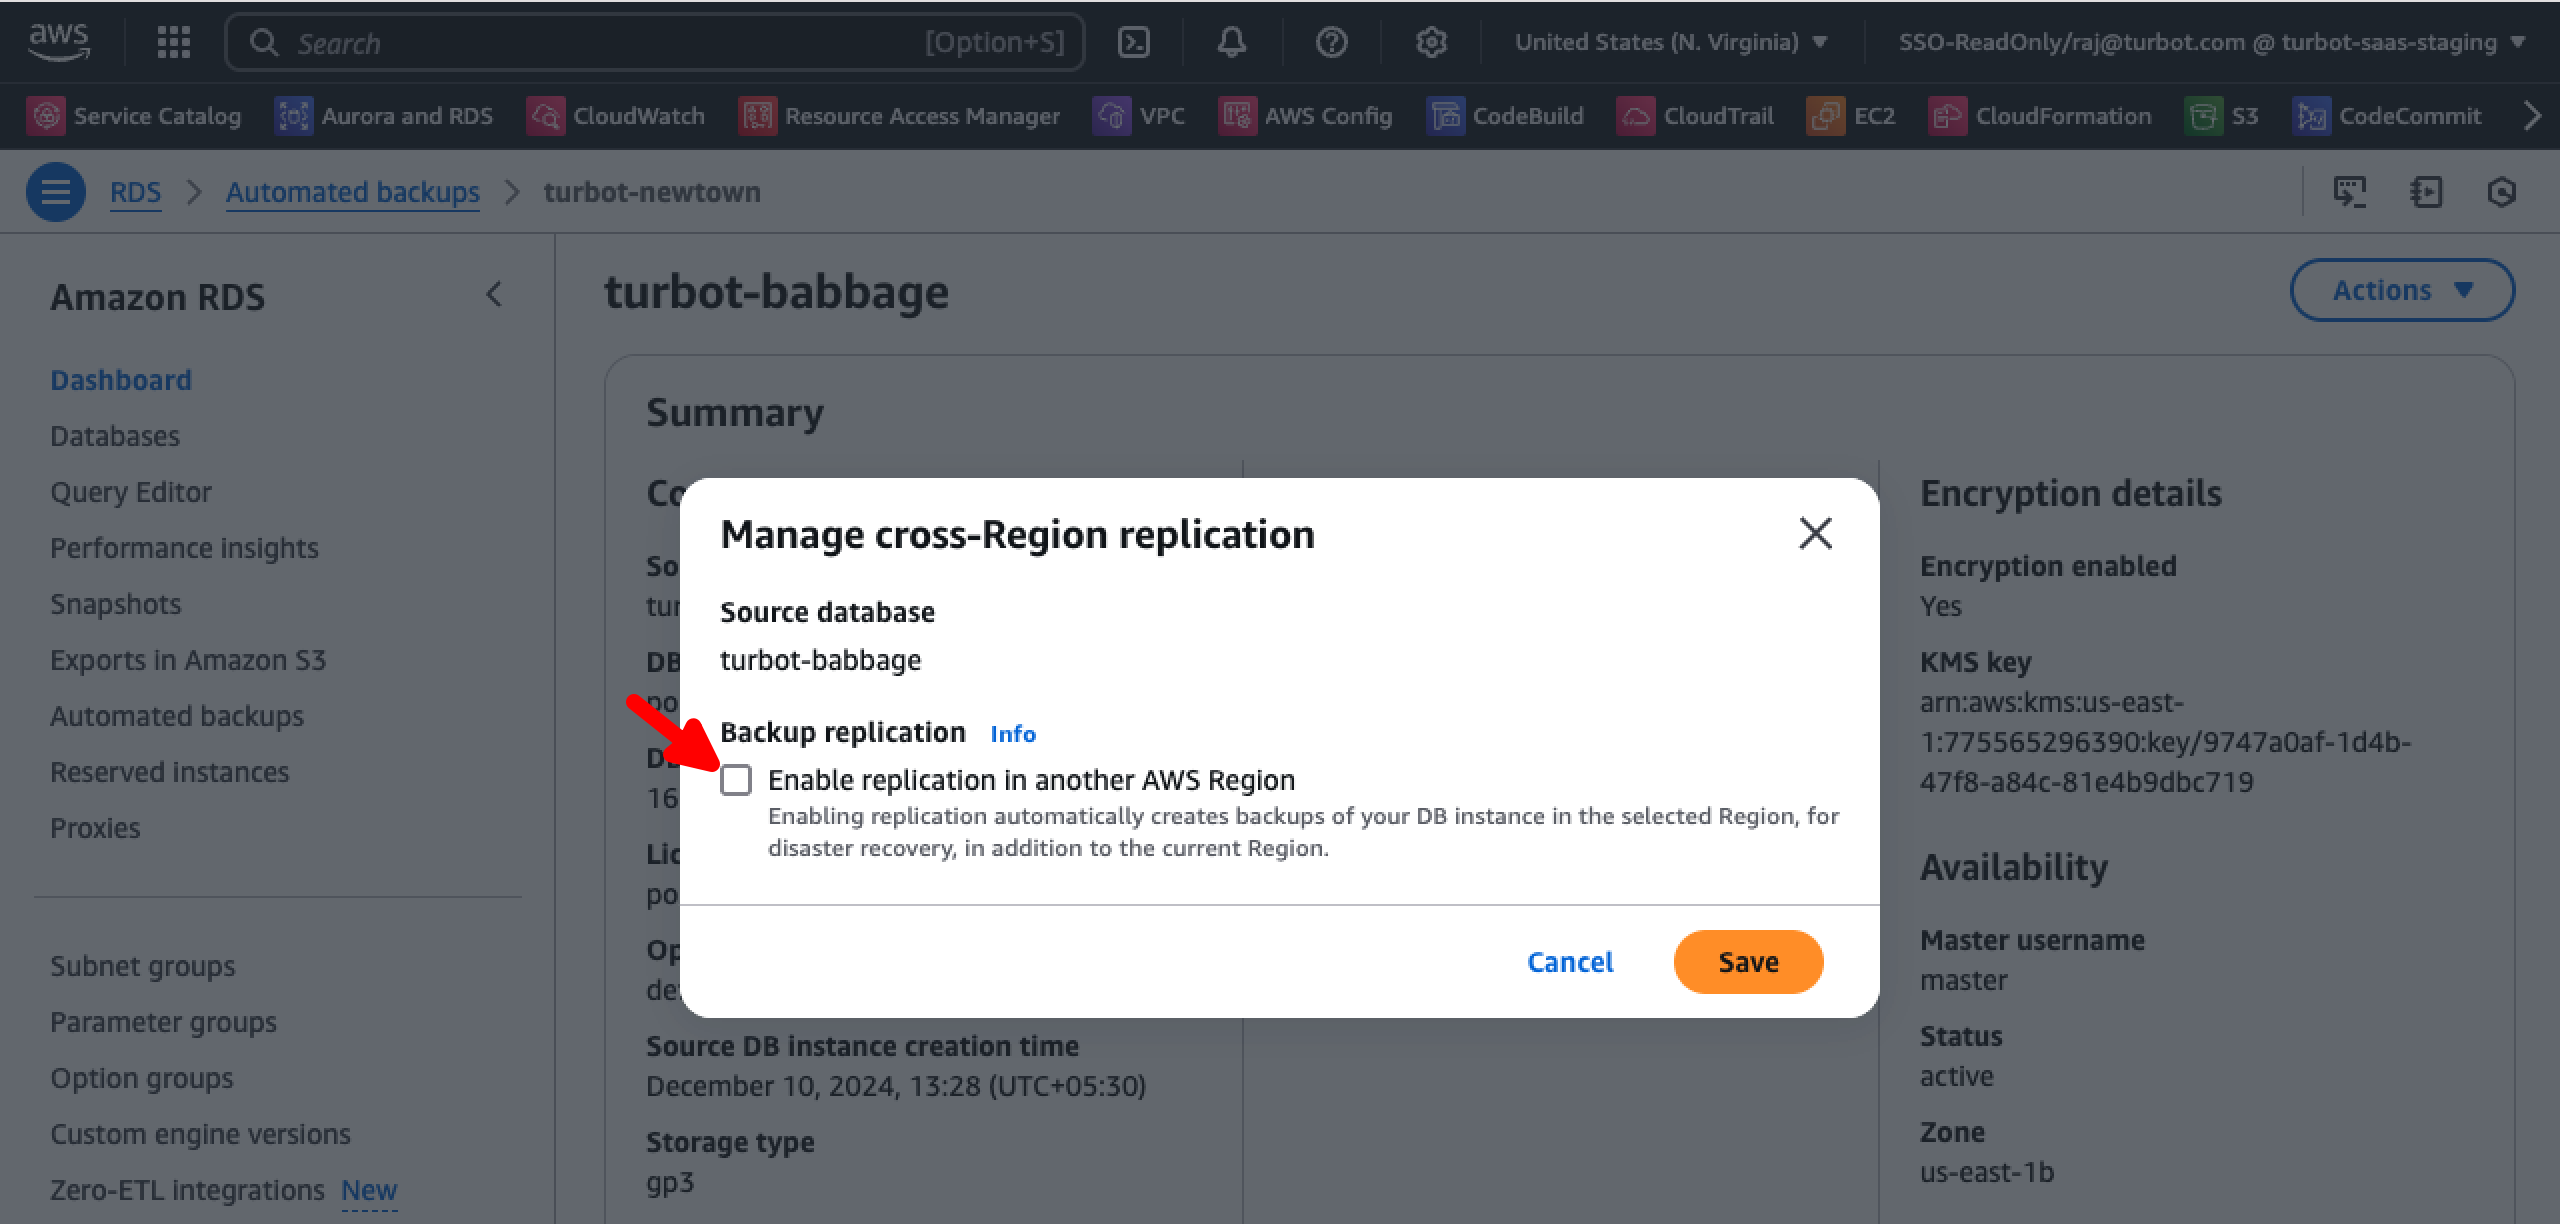 aws
Search
[Option+S]
United States (N. Virginia)
SSO-ReadOnly/raj@turbot.com @ turbot-saas-staging
Service Catalog
Aurora and RDS
CloudWatch
Resource Access Manager
VPC
AWS Config
CodeBuild
CloudTrail
EC2
CloudFormation
S3
CodeCommit
RDS
Automated backups
turbot-newtown
Amazon RDS
Dashboard
Databases
Query Editor
Performance insights
Snapshots
Exports in Amazon S3
Automated backups
Reserved instances
Proxies
Subnet groups
Parameter groups
Option groups
Custom engine versions
Zero-ETL integrations New
turbot-babbage
Actions
Summary
Manage cross-Region replication
Source database
turbot-babbage
Backup replication Info
Enable replication in another AWS Region
Enabling replication automatically creates backups of your DB instance in the selected Region, for
disaster recovery, in addition to the current Region.
Cancel
Save
DB
16
Source DB instance creation time
December 10, 2024, 13:28 (UTC+05:30)
Storage type
gp3
Encryption details
Encryption enabled
Yes
KMS key
arn:aws:kms:us-east-
1:775565296390:key/9747a0af-1d4b-
47f8-a84c-81e4b9dbc719
Availability
Master username
master
Status
active
Zone
us-east-1b